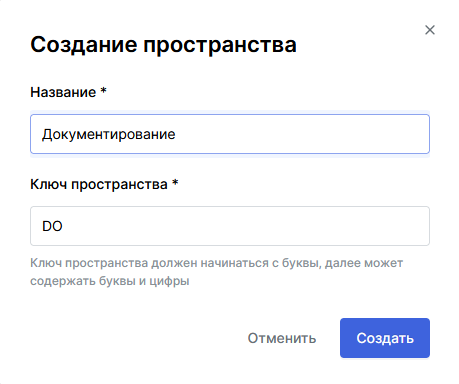 Создание пространства
Название *
Документирование
Ключ пространства *
DO
Ключ пространства должен начинаться с буквы, далее может
содержать буквы и цифры
Отменить
Создать